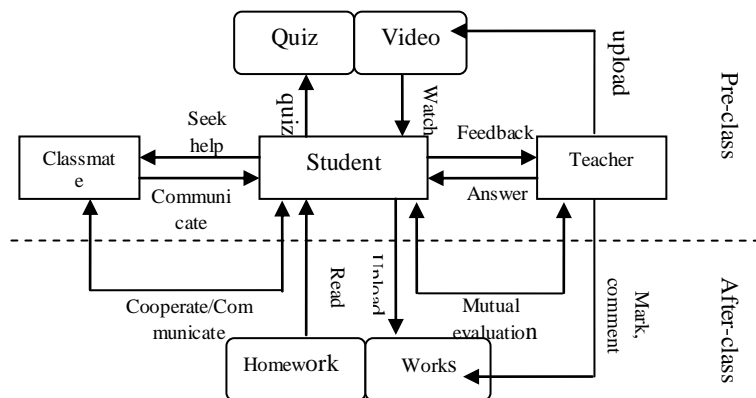 Quiz
Video
upload
Pre-class
quiz
Watch
Seek
help
Feedback
Classmat
e
Student
Teacher
Communi
cate
Answer
Cooperate/Com
municate
Read
Upload
Mutual
evaluation
Mark,
comment
After-class
Homework
Works